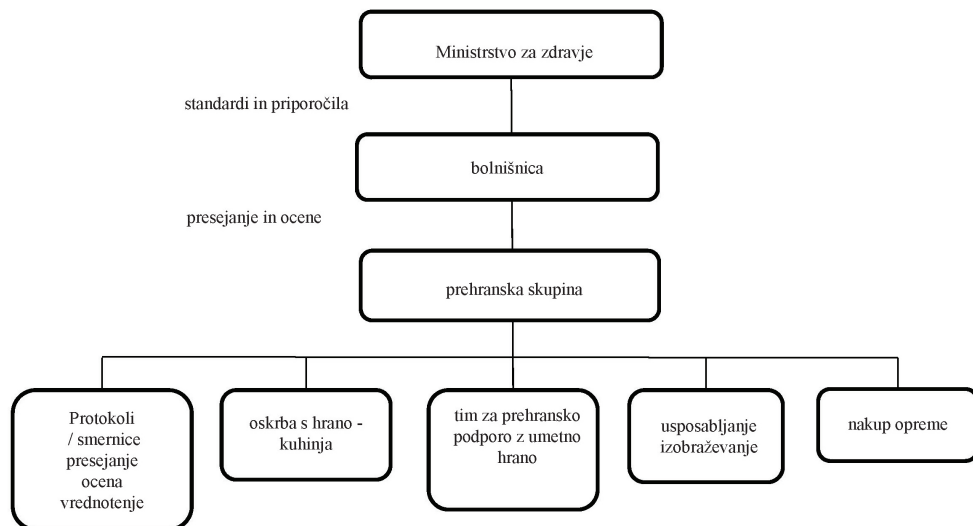 Ministrstvo za zdravje
standardi in priporočila
bolnišnica
presejanje in ocene
prehranska skupina
Protokoli
/ smernice
presejanje
ocena
vrednotenje
oskrba s hrano -
kuhinja
tim za prehransko
podporo z umetno
hrano
usposabljanje
izobraževanje
nakup opreme